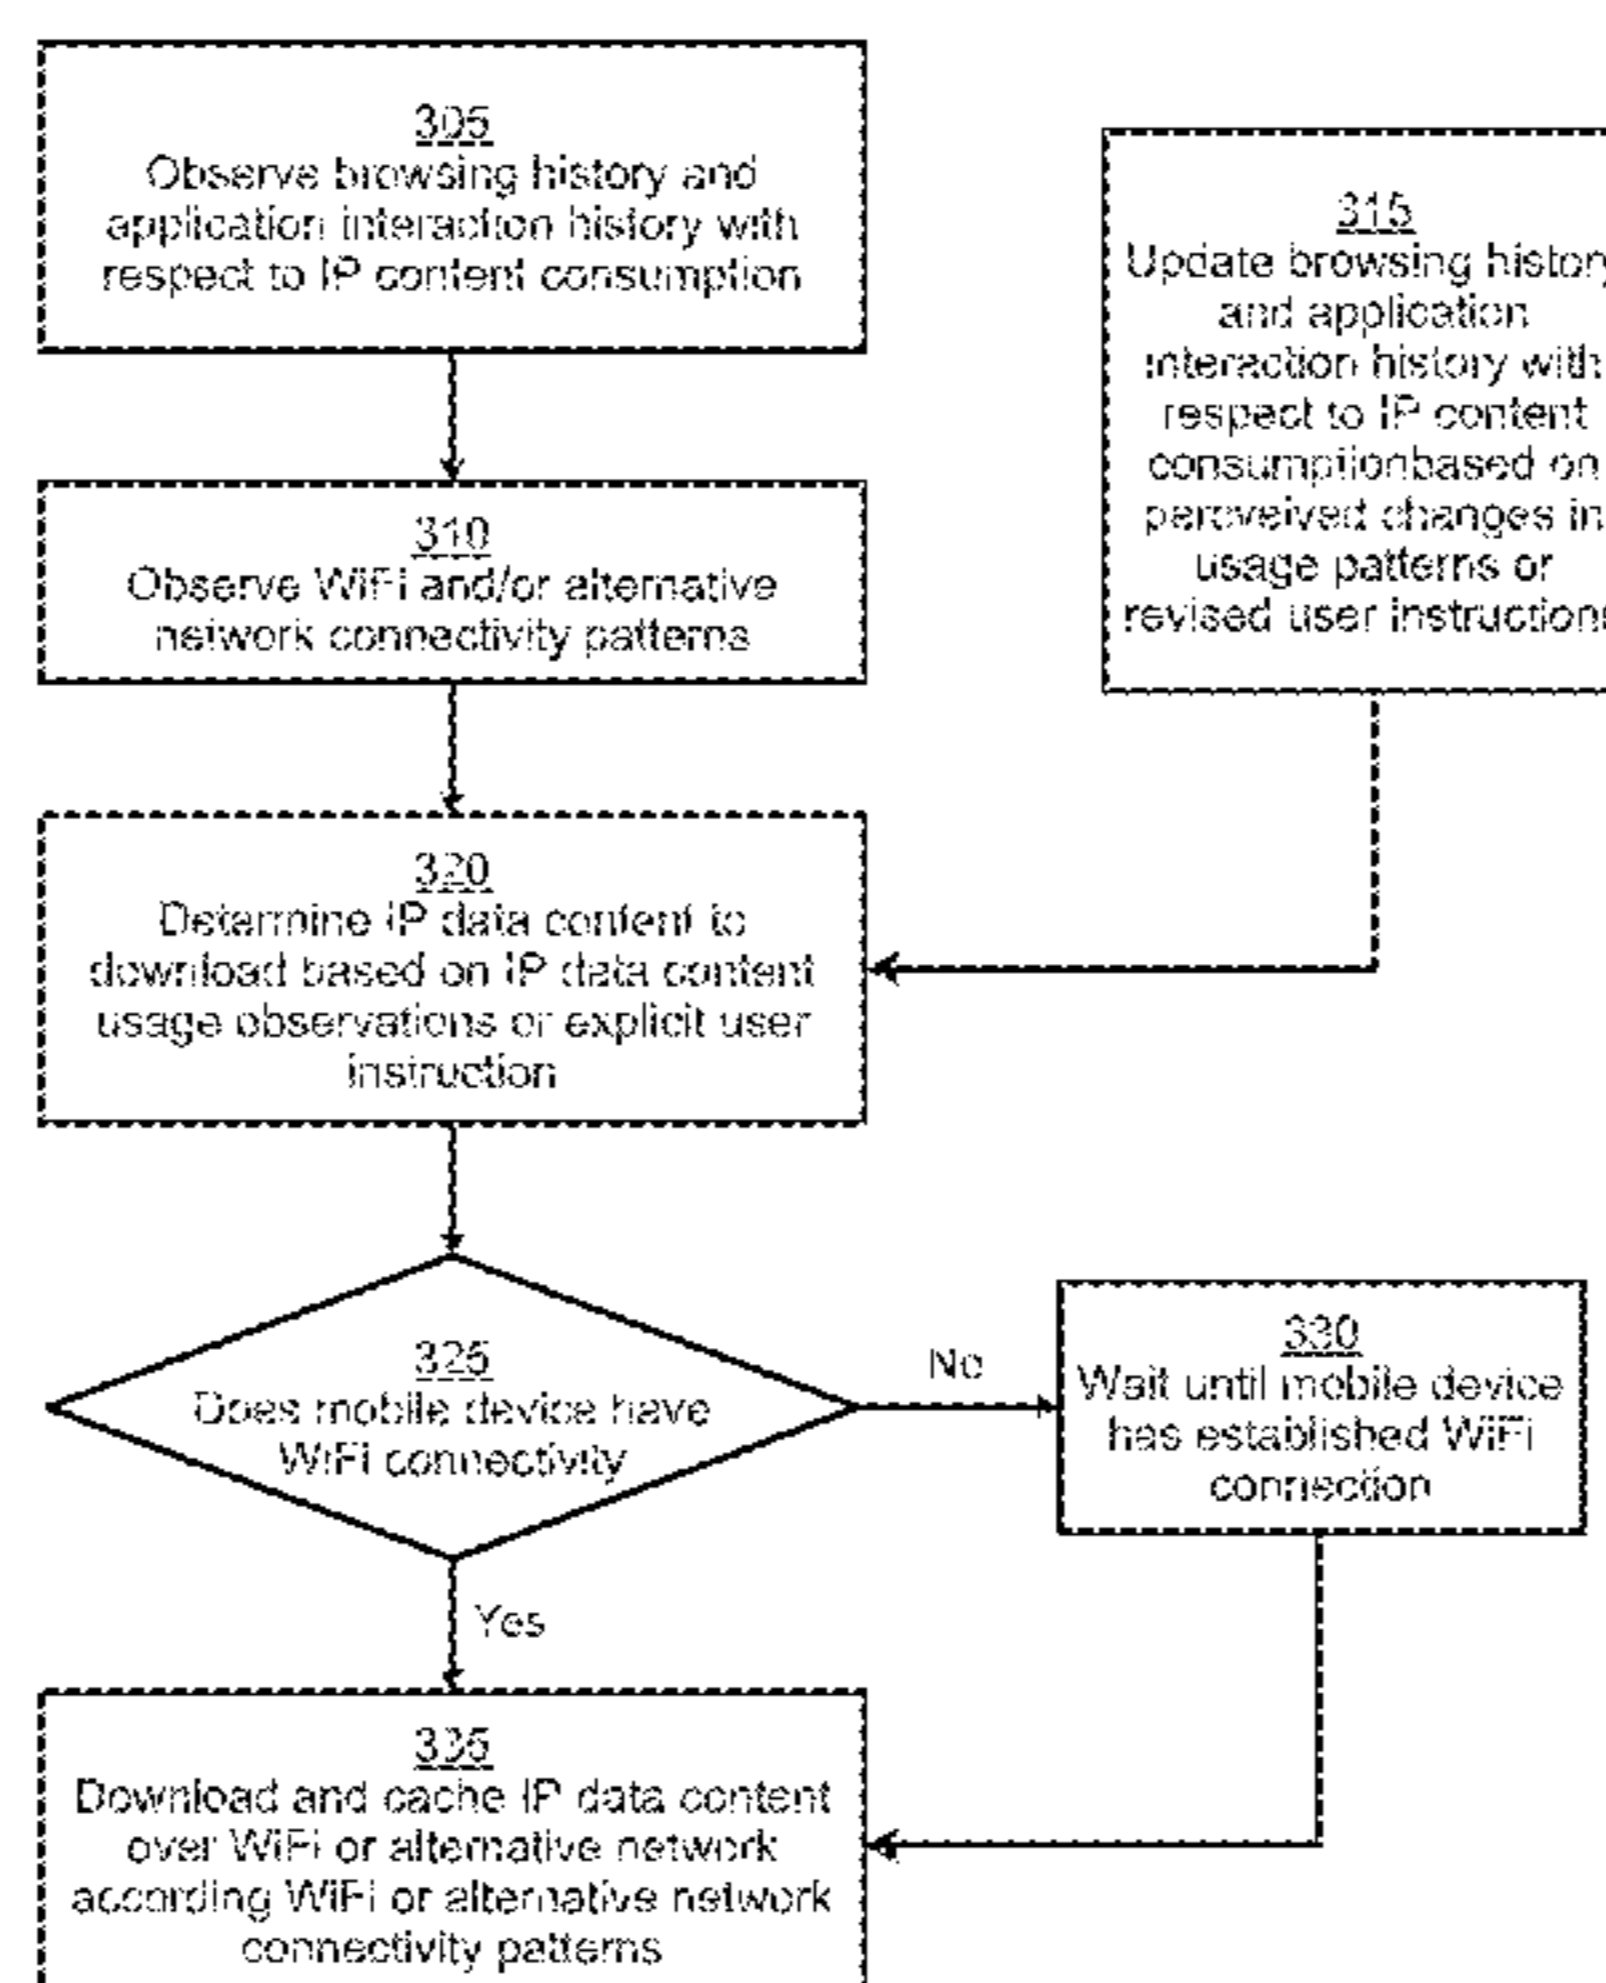 305
Observe browsing history and
application interaction history with
respect to IP content consumption
315
Update browsing history
and application
interaction history with
respect to IP content
consumptionbased on
perceveived changes in
usage patterns or
revised user instructions
310
Observe WiFi and/or alternative
network connectivity patterns
320
Determine IP data content to
download based on IP data content
usage observations or explicit user
instruction
325
Does mobile device have
WiFi connectivity
No
330
Wait until mobile device
has established WiFi
connection
Yes
335
Download and cache IP data content
over WiFi or alternative network
according WiFi or alternative network
connectivity patterns